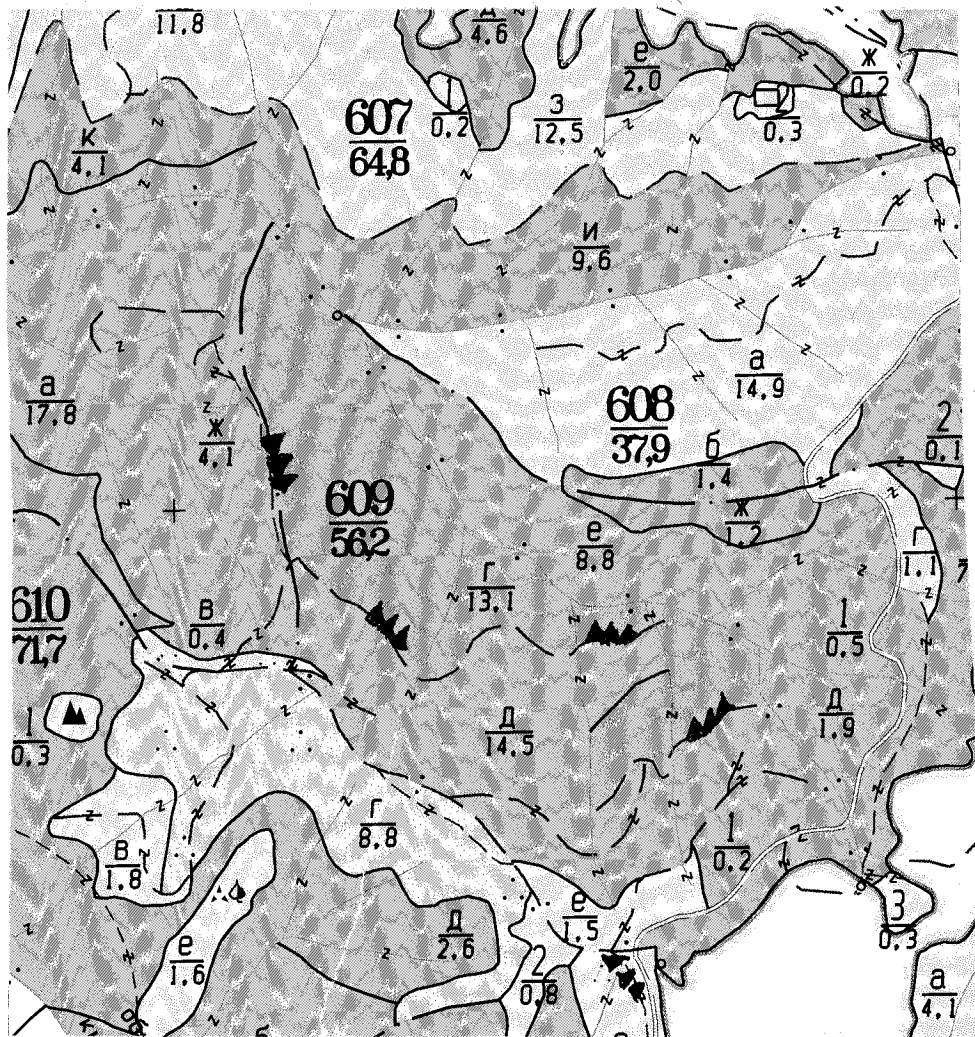 11,8
Д
4,6
е
2,0
ж
0,2
1
0,2
607
64,8
З
12,5
2
0,3
к
4,1
и
9,6
а
17,8
ж
4,1
а
14,9
608
37,9
б
1,4
2
0,1
609
56,2
ж
1,2
е
8,8
г
13,1
г
1,1
7
610
71,7
в
0,4
1
0,5
1
0,3
Д
14,5
Д
1,9
г
8,8
1
0,2
в
1,8
е
1,6
Д
2,6
е
1,5
2
0,8
3
0,3
а
4,1